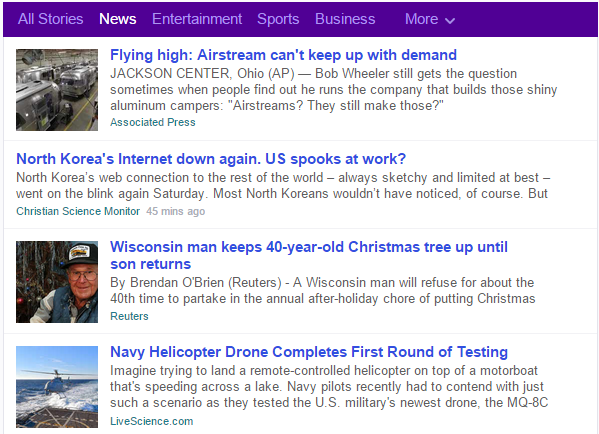 All Stories News Entertainment Sports Business More
Flying high: Airstream can't keep up with demand
JACKSON CENTER, Ohio (AP) — Bob Wheeler still gets the question
sometimes when people find out he runs the company that builds those shiny
aluminum campers: "Airstreams? They still make those?"
Associated Press
North Korea's Internet down again. US spooks at work?
North Korea’s web connection to the rest of the world – always sketchy and limited at best –
went on the blink again Saturday. Most North Koreans wouldn’t have noticed, of course. But
Christian Science Monitor 45 mins ago
Wisconsin man keeps 40-year-old Christmas tree up until
son returns
By Brendan O'Brien (Reuters) - A Wisconsin man will refuse for about the
40th time to partake in the annual after-holiday chore of putting Christmas
Reuters
Navy Helicopter Drone Completes First Round of Testing
Imagine trying to land a remote-controlled helicopter on top of a motorboat
that's speeding across a lake. Navy pilots recently had to contend with just
such a scenario as they tested the U.S. military's newest drone, the MQ-8C
LiveScience.com